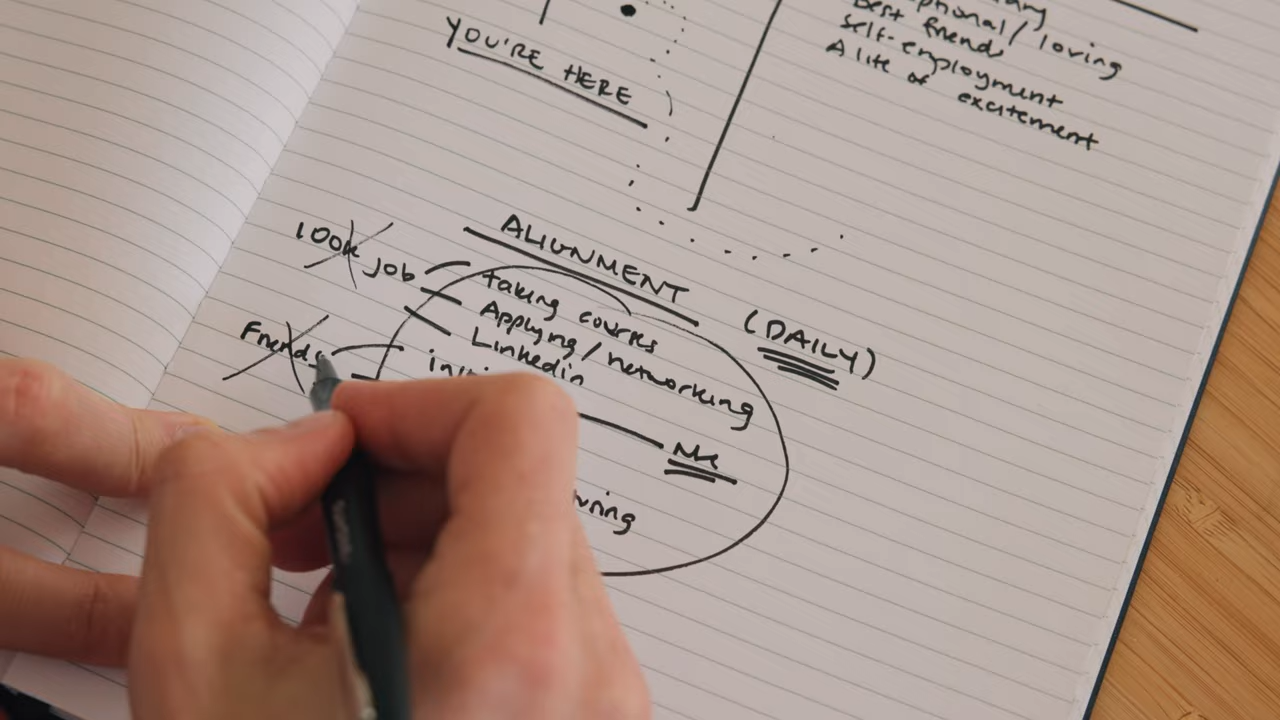 YOU'RE HERE
best friend
self-employment
A life of excitement
ALIGNMENT
(DAILY)
100k job
taking courses
Applying/networking
Linkedin
Friends
Me